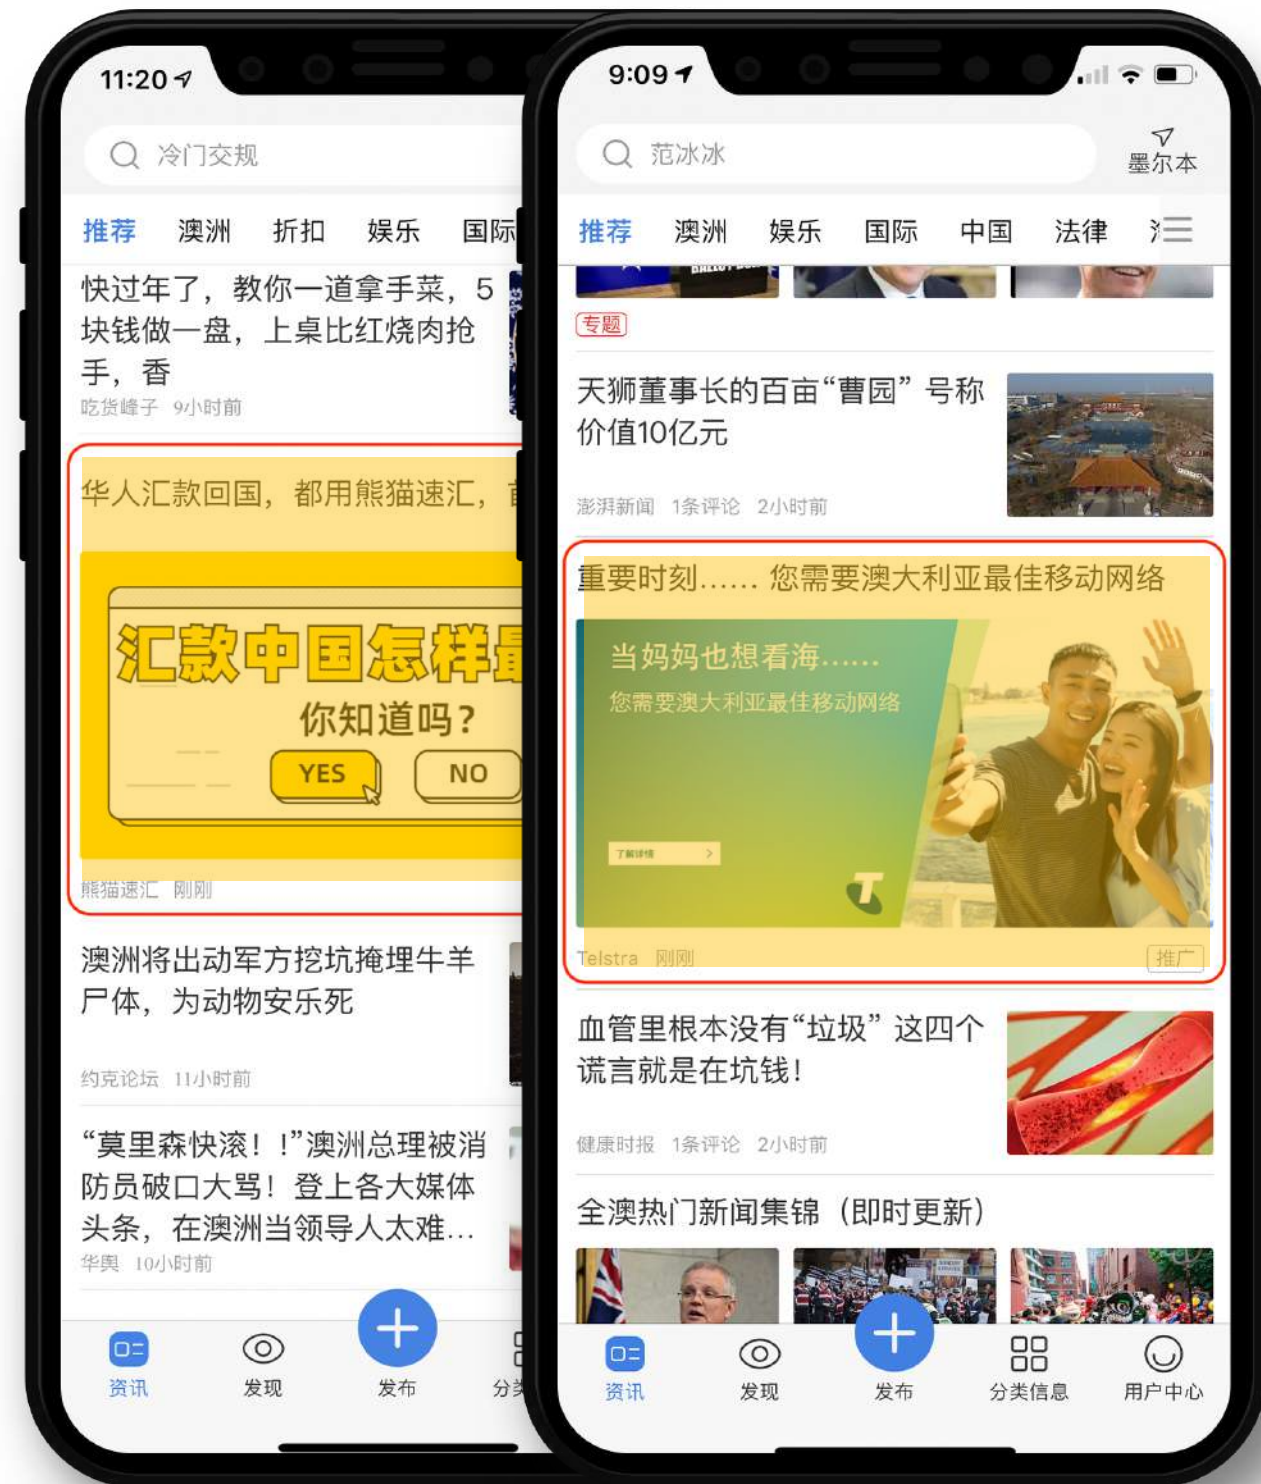 11:20
冷门交规
推荐 澳洲 折扣 娱乐 国际
快过年了，教你一道拿手菜，5
块钱做一盘，上桌比红烧肉抢
手，香
吃货峰子 9小时前
华人汇款回国，都用熊猫速汇，
汇款中国怎样
你知道吗？
YES NO
熊猫速汇 刚刚
澳洲将出动军方挖坑掩埋牛羊
尸体，为动物安乐死
约克论坛 11小时前
“莫里森快滚！!”澳洲总理被消
防员破口大骂！登上各大媒体
头条，在澳洲当领导人太难...
华舆 10小时前
资讯 发现 发布 分类
9:09
范冰冰
墨尔本
推荐 澳洲 娱乐 国际 中国 法律
专题
天狮董事长的百亩“曹园”号称
价值10亿元
澎湃新闻 1条评论 2小时前
重要时刻…… 您需要澳大利亚最佳移动网络
当妈妈也想看海……
您需要澳大利亚最佳移动网络
了解详情
T
Telstra 刚刚 推广
血管里根本没有“垃圾”这四个
谎言就是在坑钱！
健康时报 1条评论 2小时前
全澳热门新闻集锦（即时更新）
资讯 发现 发布 分类信息 用户中心